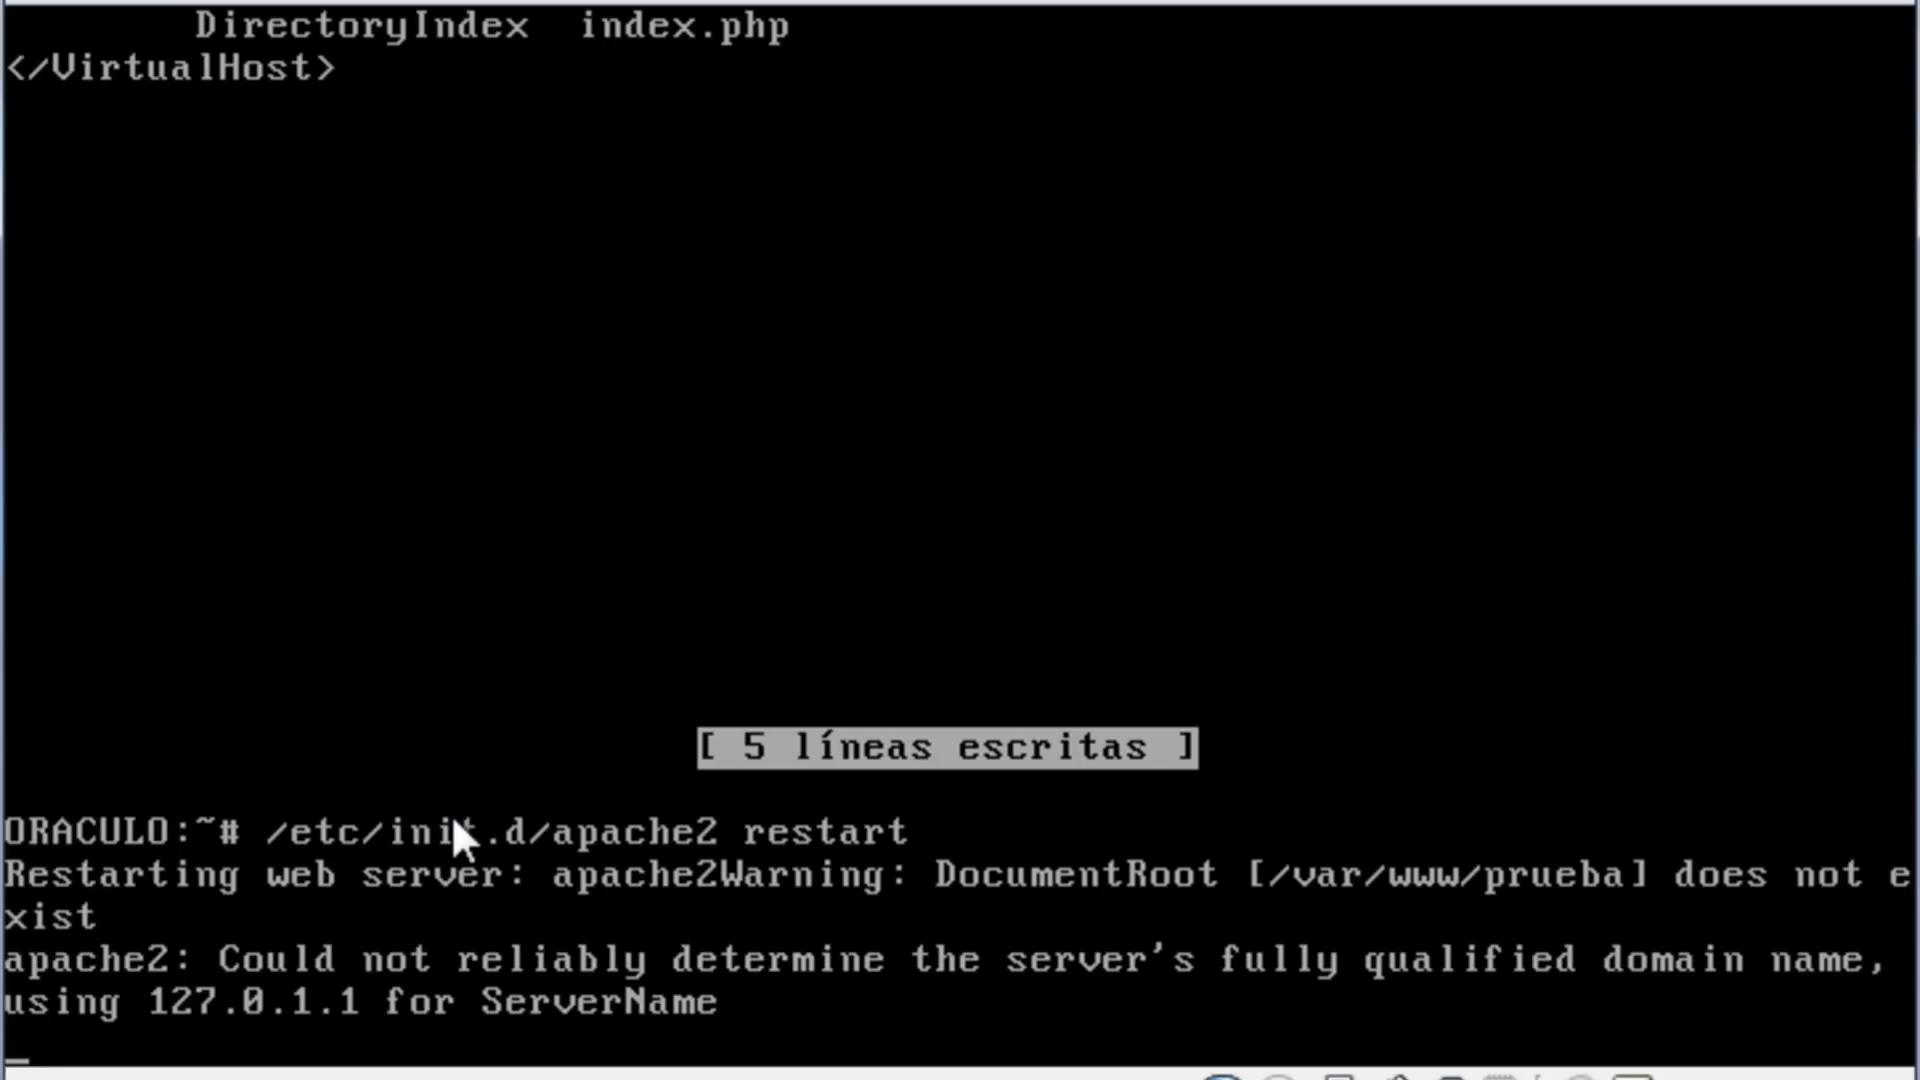 DirectoryIndex  index.php
</VirtualHost>
[ 5 líneas escritas ]
ORACULO:~# /etc/init.d/apache2 restart
Restarting web server: apache2Warning: DocumentRoot [/var/www/prueba] does not e
xist
apache2: Could not reliably determine the server's fully qualified domain name,
using 127.0.1.1 for ServerName